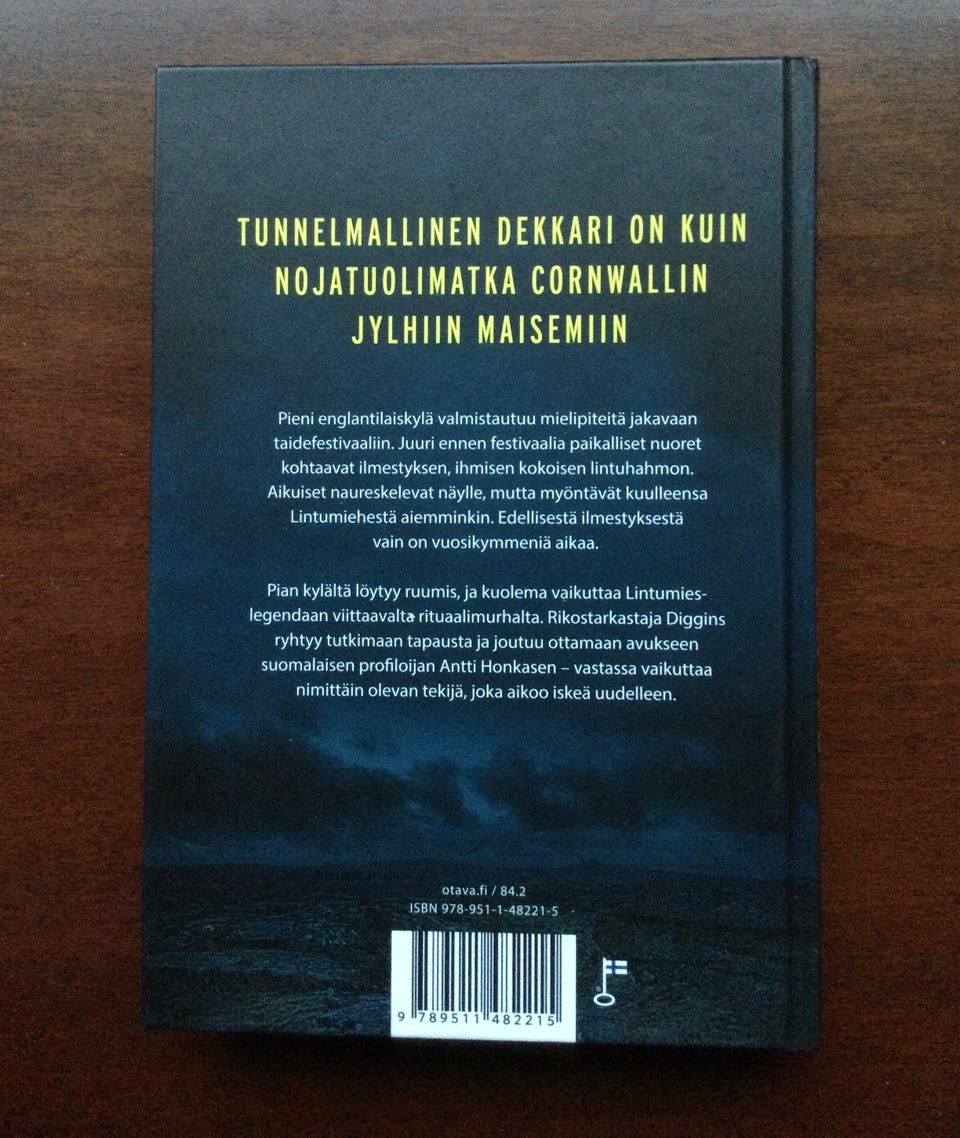 TUNNELMALLINEN DEKKARI ON KUIN
NOJATUOLIMATKA CORNWALLIN
JYLHIIN MAISEMIIN
Pieni englantilaiskylä valmistautuu mielipiteitä jakavaan
taidefestivaaliin. Juuri ennen festivaalia paikalliset nuoret
kohtaavat ilmestyksen, ihmisen kokoisen lintuhahmon.
Aikuiset naureskelevat näylle, mutta myöntävät kuulleensa
Lintumiehestä aiemminkin. Edellisestä ilmestyksestä
vain on vuosikymmeniä aikaa.
Pian kylältä löytyy ruumis, ja kuolema vaikuttaa Lintumies-
legendaan viittaavalta rituaalimurhalta. Rikostarkastaja Diggins
ryhtyy tutkimaan tapausta ja joutuu ottamaan avukseen
suomalaisen profiloijan Antti Honkasen – vastassa vaikuttaa
nimittäin olevan tekijä, joka aikoo iskeä uudelleen.
otava.fi / 84.2
ISBN 978-951-1-48221-5
9 789511 482215